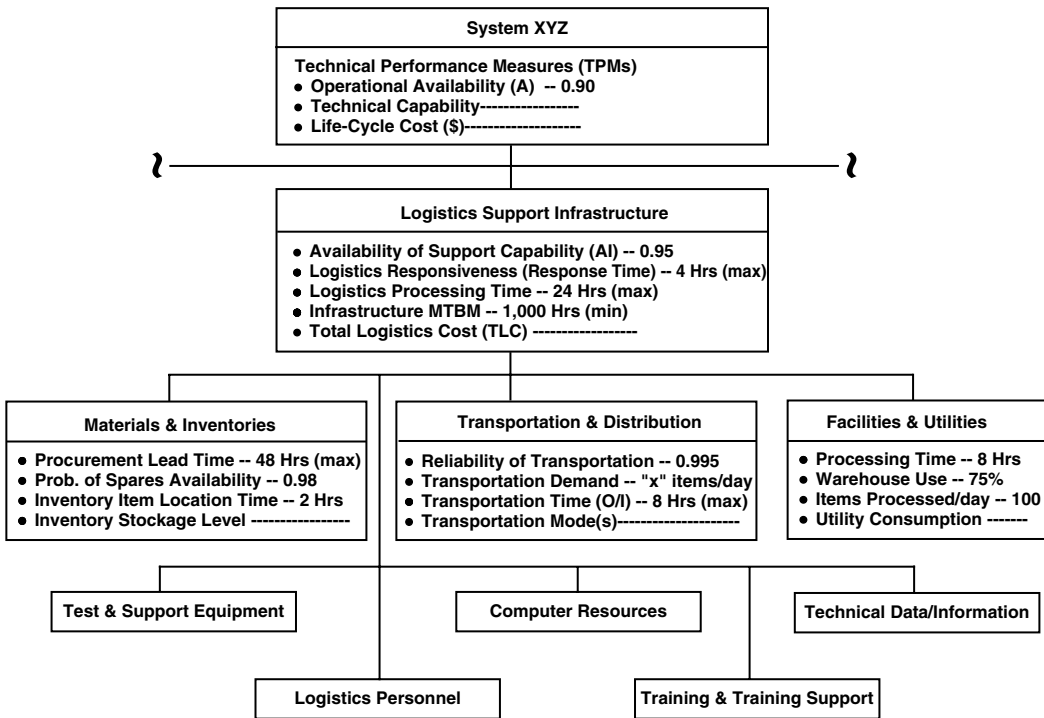 System XYZ
Technical Performance Measures (TPMs)
● Operational Availability (A) -- 0.90
● Technical Capability-----------------
● Life-Cycle Cost ($)--------------------
Logistics Support Infrastructure
● Availability of Support Capability (AI) -- 0.95
● Logistics Responsiveness (Response Time) -- 4 Hrs (max)
● Logistics Processing Time -- 24 Hrs (max)
● Infrastructure MTBM -- 1,000 Hrs (min)
● Total Logistics Cost (TLC) ------------------
Materials & Inventories
● Procurement Lead Time -- 48 Hrs (max)
● Prob. of Spares Availability -- 0.98
● Inventory Item Location Time -- 2 Hrs
● Inventory Stockage Level -----------------
Transportation & Distribution
● Reliability of Transportation -- 0.995
● Transportation Demand -- "x" items/day
● Transportation Time (O/I) -- 8 Hrs (max)
● Transportation Mode(s)---------------------
Facilities & Utilities
● Processing Time -- 8 Hrs
● Warehouse Use -- 75%
● Items Processed/day -- 100
● Utility Consumption -------
Test & Support Equipment
Computer Resources
Technical Data/Information
Logistics Personnel
Training & Training Support